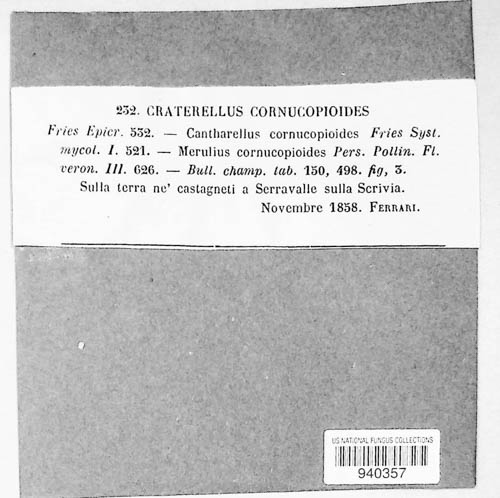 232. CRATERELLUS CORNUCOPIOIDES
Fries Epicr. 532. — Cantharellus cornucopioides Fries Syst.
mycol. I. 321. — Merulius cornucopioides Pers. Pollin. Fl.
veron. III. 626. — Bull. champ. tab. 150, 498. fig, 3.
Sulla terra ne' castagneti a Serravalle sulla Scrivia.
Novembre 1858. FERRARI.
US NATIONAL FUNGUS COLLECTIONS
940357